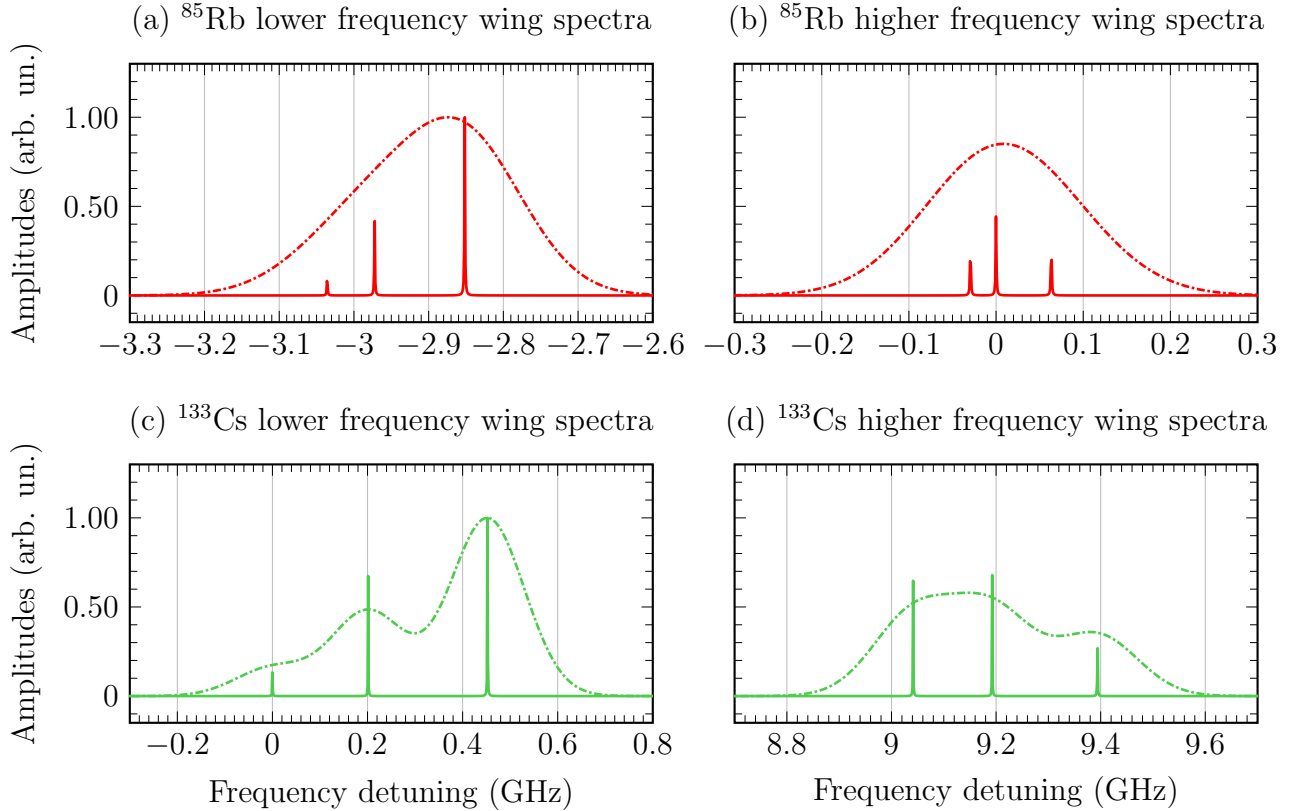 (a) ⁸⁵Rb lower frequency wing spectra
(b) ⁸⁵Rb higher frequency wing spectra
Amplitudes (arb. un.)
1.00
0.50
0
−3.3 −3.2 −3.1 −3 −2.9 −2.8 −2.7 −2.6
−0.3 −0.2 −0.1 0 0.1 0.2 0.3
(c) ¹³³Cs lower frequency wing spectra
(d) ¹³³Cs higher frequency wing spectra
Amplitudes (arb. un.)
1.00
0.50
0
−0.2 0 0.2 0.4 0.6 0.8
8.8 9 9.2 9.4 9.6
Frequency detuning (GHz)
Frequency detuning (GHz)